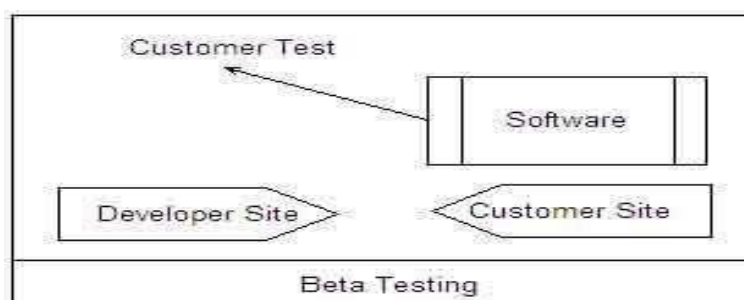 Customer Test
Software
Developer Site
Customer Site
Beta Testing